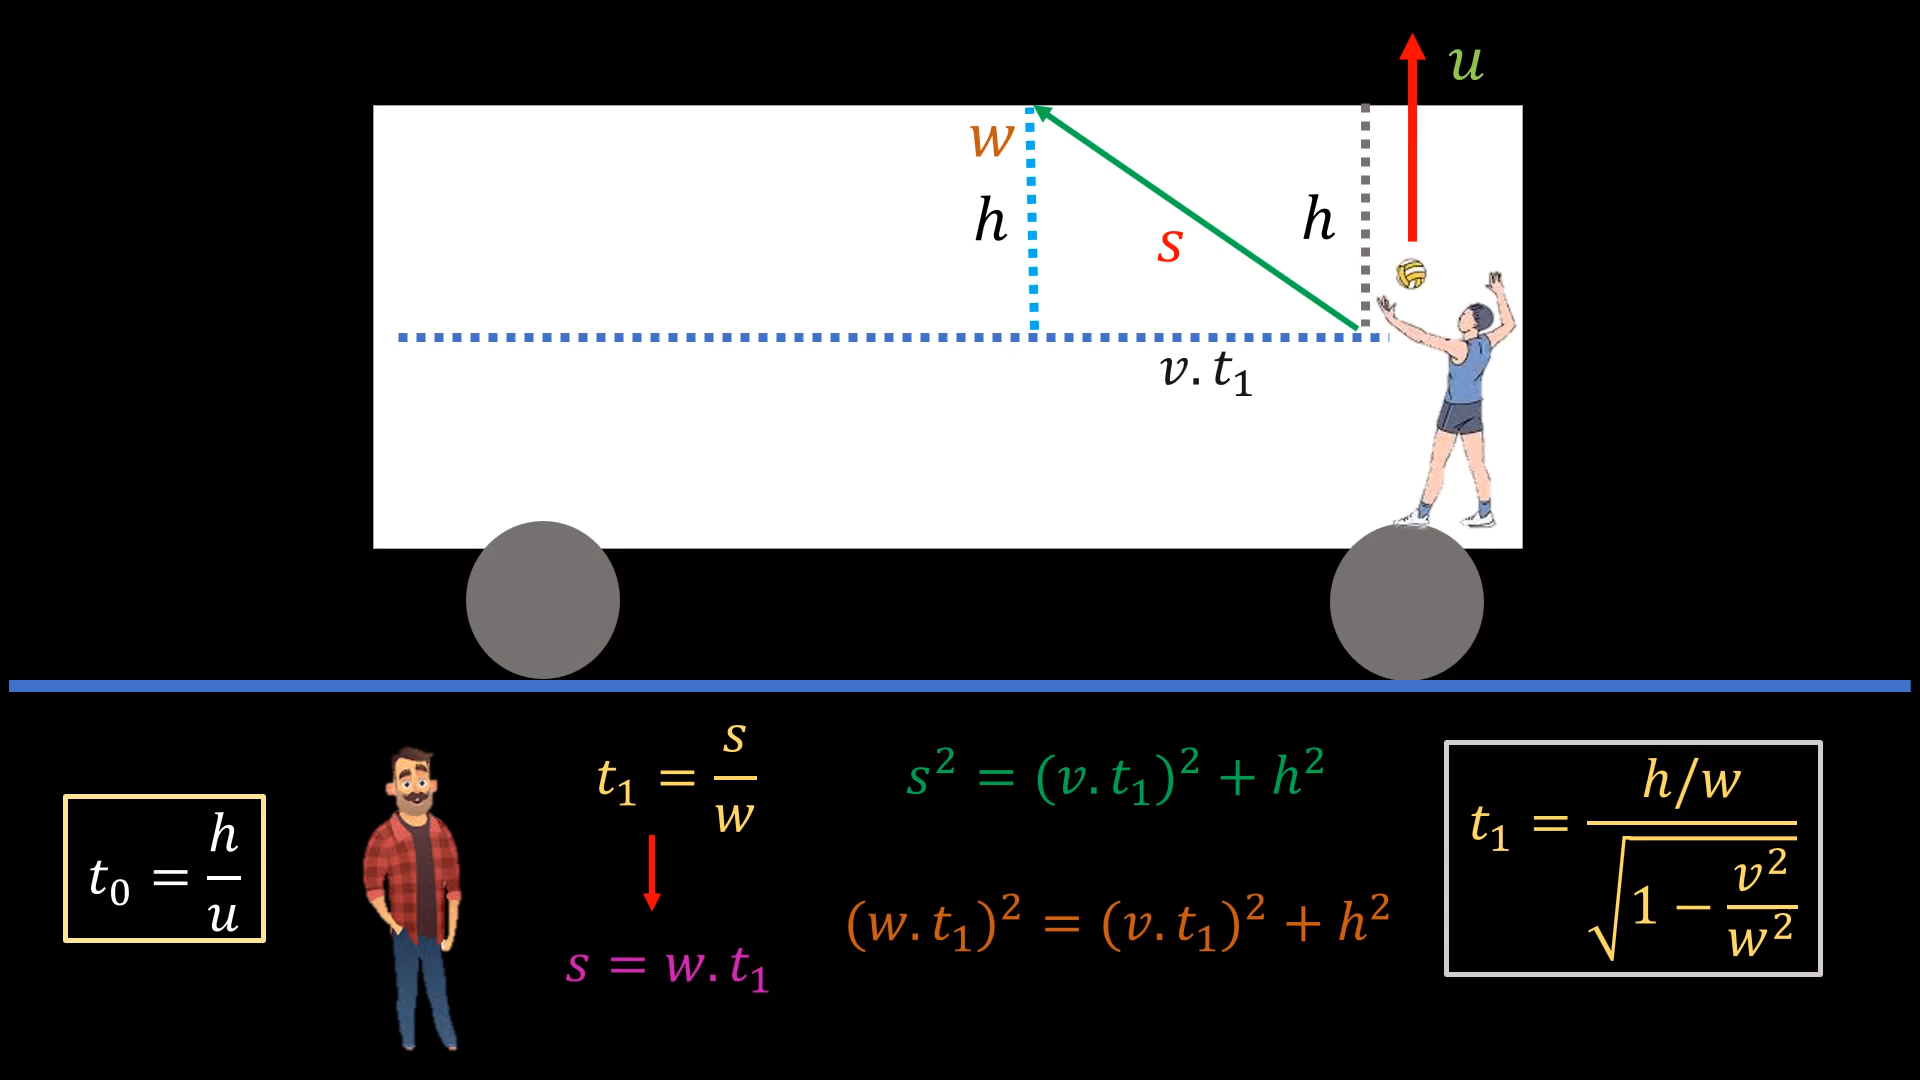 u
w
h
h
s
v.t₁
t₀ = h/u
t₁ = s/w
s = w.t₁
s² = (v.t₁)² + h²
(w.t₁)² = (v.t₁)² + h²
t₁ = (h/w)/√(1 − v²/w²)